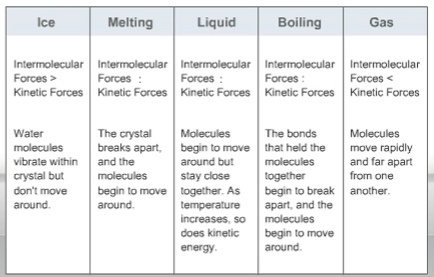 Ice
Melting
Liquid
Boiling
Gas
Intermolecular
Forces >
Kinetic Forces
Intermolecular
Forces :
Kinetic Forces
Intermolecular
Forces :
Kinetic Forces
Intermolecular
Forces :
Kinetic Forces
Intermolecular
Forces <
Kinetic Forces
Water
molecules
vibrate within
crystal but
don't move
around.
The crystal
breaks apart,
and the
molecules
begin to move
around.
Molecules
begin to move
around but
stay close
together. As
temperature
increases, so
does kinetic
energy.
The bonds
that held the
molecules
together
begin to break
apart, and the
molecules
begin to move
around.
Molecules
move rapidly
and far apart
from one
another.